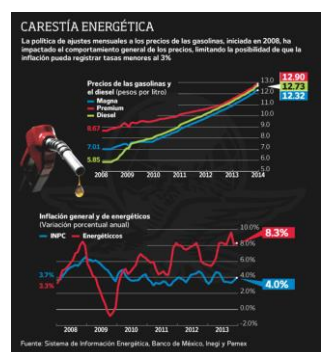 CARESTÍA ENERGÉTICA
La política de ajustes mensuales a los precios de las gasolinas, iniciada en 2008, ha
impactado el comportamiento general de los precios, limitando la posibilidad de que la
inflación pueda registrar tasas menores al 3%
Precios de las gasolinas y
el diesel (pesos por litro)
Magna
Premium
Diesel
13.0
12.0
11.0
10.0
9.0
8.0
7.0
6.0
5.0
12.90
12.73
12.32
8.67
7.01
5.85
2008 2009 2010 2011 2012 2013 2014
Inflación general y de energéticos
(Variación porcentual anual)
INPC Energéticcos
10.0%
8.0%
6.0%
4.0%
2.0%
0.0%
-2.0%
8.3%
4.0%
3.7%
3.3%
2008 2009 2010 2011 2012 2013
Fuente: Sistema de Información Energética, Banco de México, Inegi y Pemex